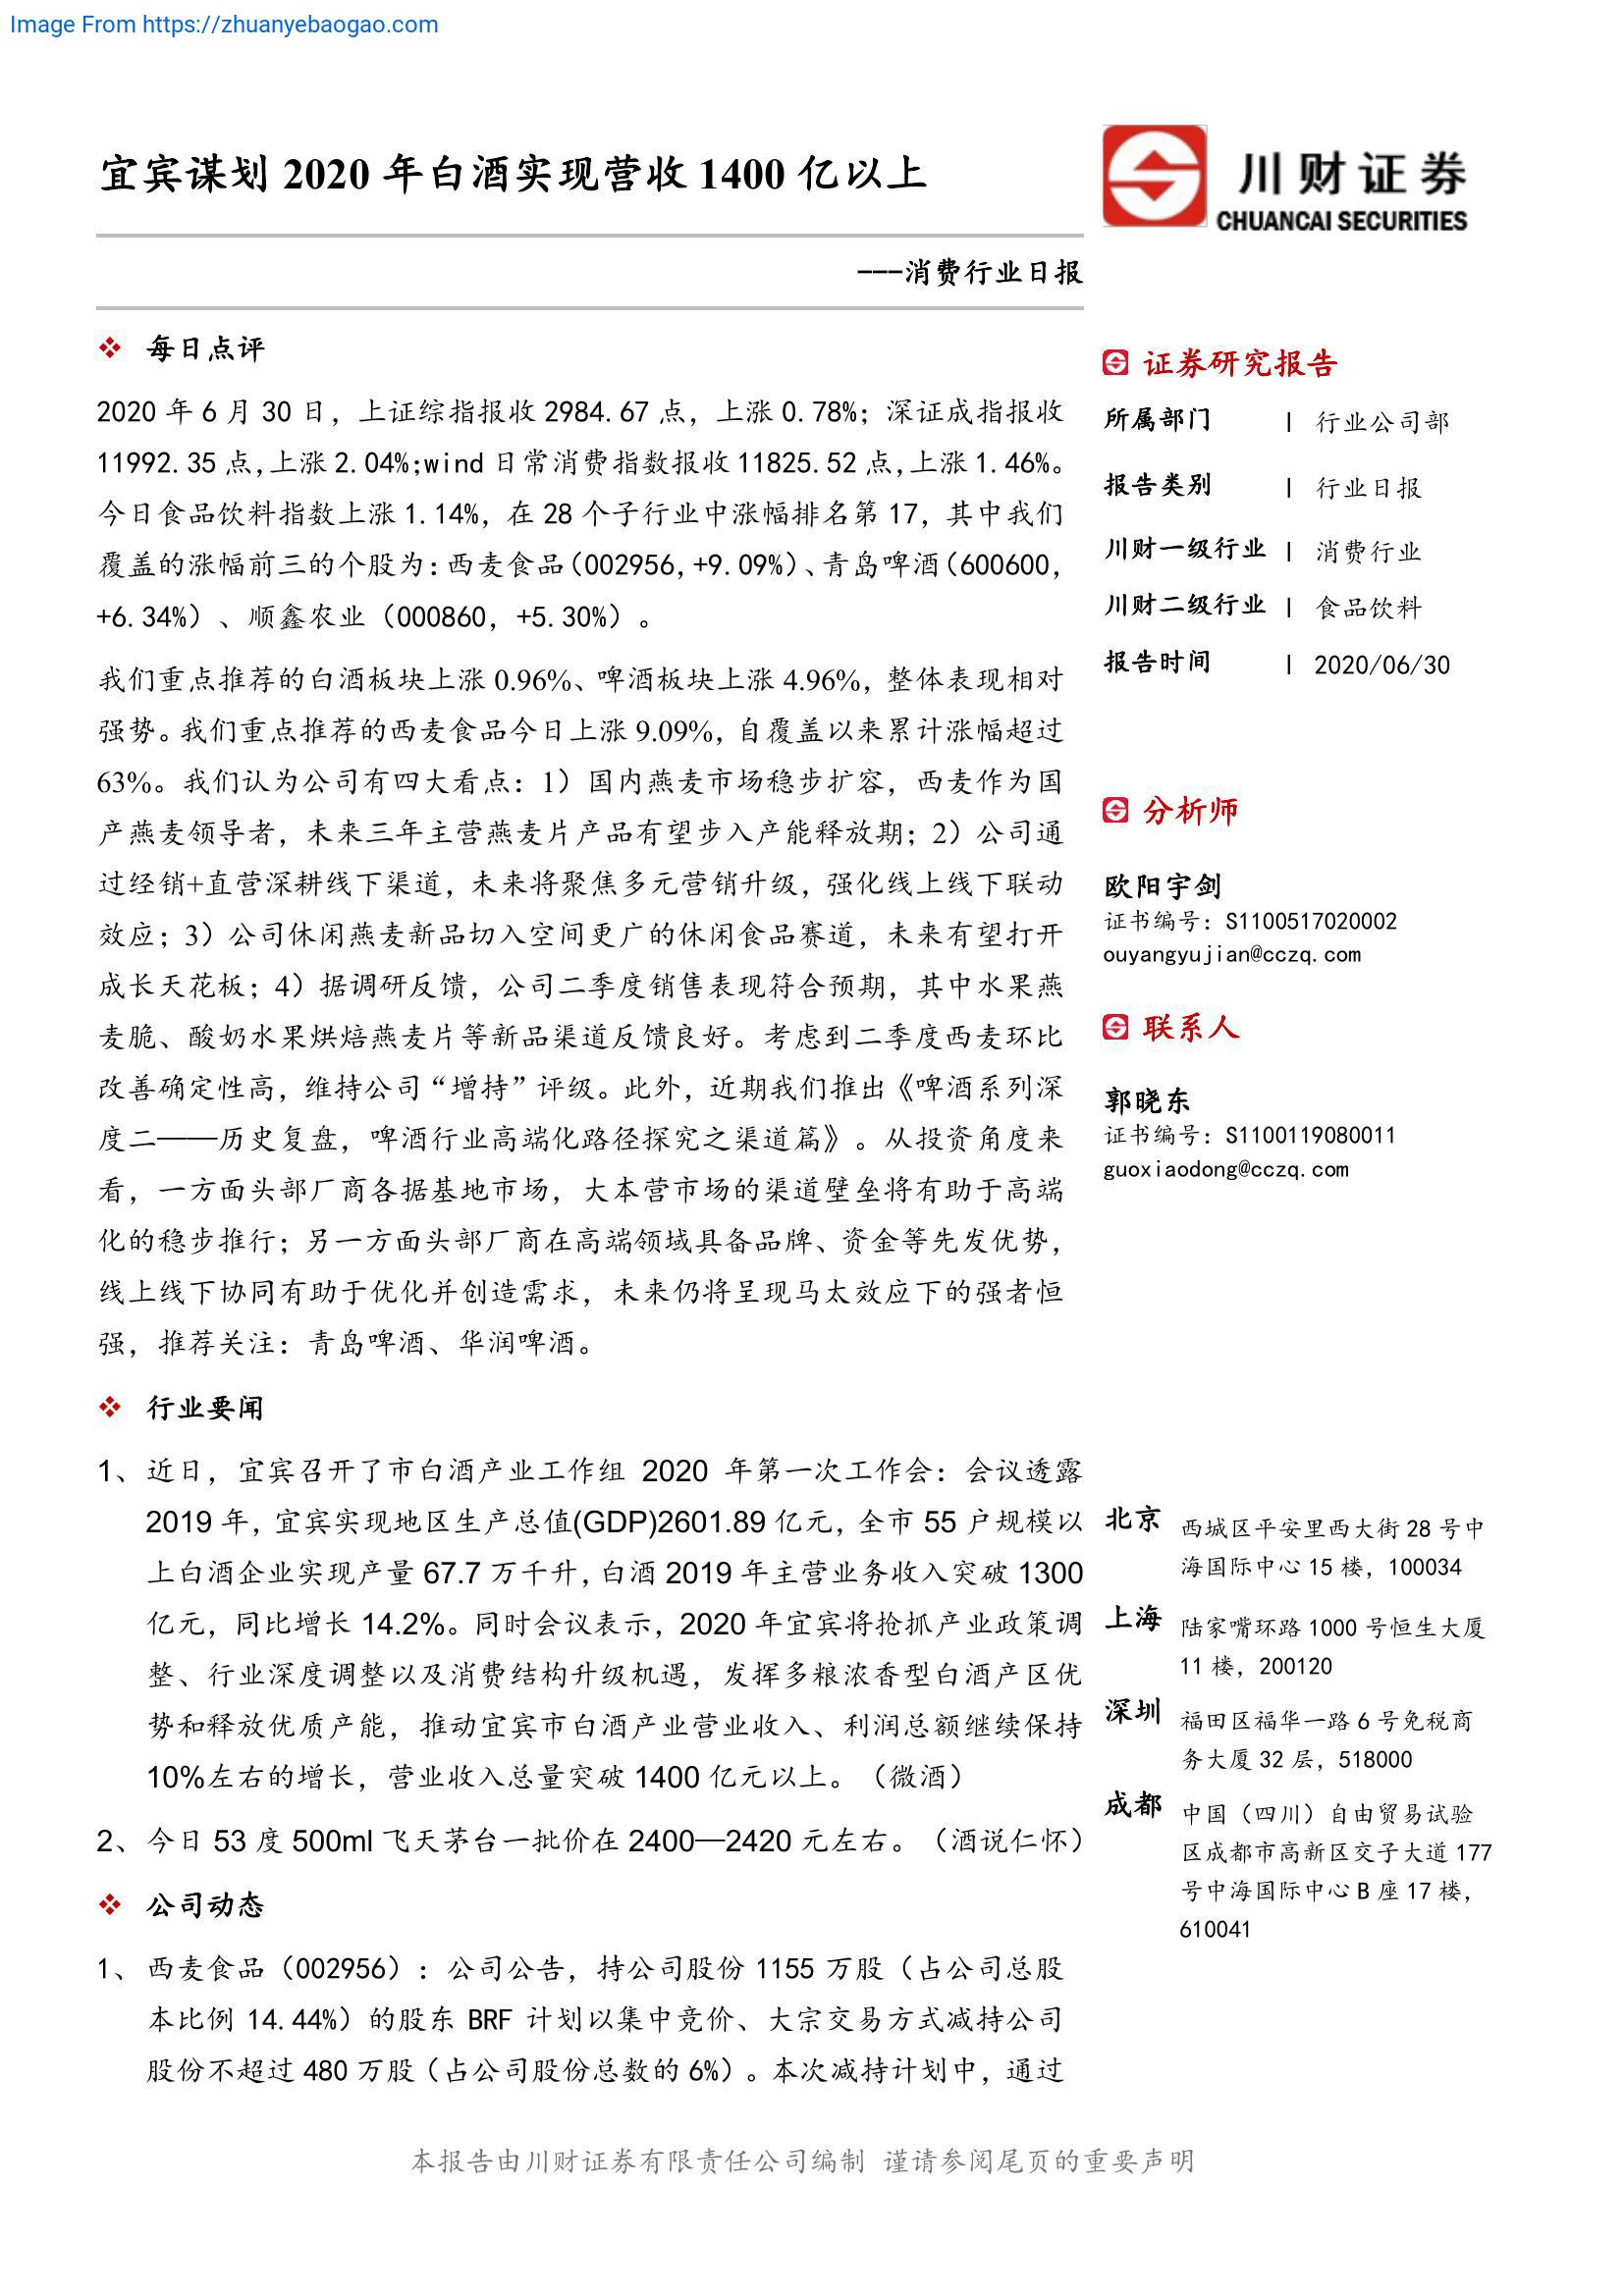 Image From https://zhuanyebaogao.com
宜宾谋划 2020 年白酒实现营收 1400 亿以上
川财证券
CHUANCAI SECURITIES
---消费行业日报
❖ 每日点评
2020 年 6 月 30 日，上证综指报收 2984.67 点，上涨 0.78%；深证成指报收
11992.35 点，上涨 2.04%;wind 日常消费指数报收 11825.52 点，上涨 1.46%。
今日食品饮料指数上涨 1.14%，在 28 个子行业中涨幅排名第 17，其中我们
覆盖的涨幅前三的个股为：西麦食品（002956，+9.09%）、青岛啤酒（600600，
+6.34%）、顺鑫农业（000860，+5.30%）。
我们重点推荐的白酒板块上涨 0.96%、啤酒板块上涨 4.96%，整体表现相对
强势。我们重点推荐的西麦食品今日上涨 9.09%，自覆盖以来累计涨幅超过
63%。我们认为公司有四大看点：1）国内燕麦市场稳步扩容，西麦作为国
产燕麦领导者，未来三年主营燕麦片产品有望步入产能释放期；2）公司通
过经销+直营深耕线下渠道，未来将聚焦多元营销升级，强化线上线下联动
效应；3）公司休闲燕麦新品切入空间更广的休闲食品赛道，未来有望打开
成长天花板；4）据调研反馈，公司二季度销售表现符合预期，其中水果燕
麦脆、酸奶水果烘焙燕麦片等新品渠道反馈良好。考虑到二季度西麦环比
改善确定性高，维持公司“增持”评级。此外，近期我们推出《啤酒系列深
度二——历史复盘，啤酒行业高端化路径探究之渠道篇》。从投资角度来
看，一方面头部厂商各据基地市场，大本营市场的渠道壁垒将有助于高端
化的稳步推行；另一方面头部厂商在高端领域具备品牌、资金等先发优势，
线上线下协同有助于优化并创造需求，未来仍将呈现马太效应下的强者恒
强，推荐关注：青岛啤酒、华润啤酒。
❖ 行业要闻
1、近日，宜宾召开了市白酒产业工作组 2020 年第一次工作会：会议透露
2019 年，宜宾实现地区生产总值(GDP)2601.89 亿元，全市 55 户规模以
上白酒企业实现产量 67.7 万千升，白酒 2019 年主营业务收入突破 1300
亿元，同比增长 14.2%。同时会议表示，2020 年宜宾将抢抓产业政策调
整、行业深度调整以及消费结构升级机遇，发挥多粮浓香型白酒产区优
势和释放优质产能，推动宜宾市白酒产业营业收入、利润总额继续保持
10%左右的增长，营业收入总量突破 1400 亿元以上。（微酒）
2、今日 53 度 500ml 飞天茅台一批价在 2400—2420 元左右。（酒说仁怀）
❖ 公司动态
1、西麦食品（002956）：公司公告，持公司股份 1155 万股（占公司总股
本比例 14.44%）的股东 BRF 计划以集中竞价、大宗交易方式减持公司
股份不超过 480 万股（占公司股份总数的 6%）。本次减持计划中，通过
证券研究报告
所属部门 | 行业公司部
报告类别 | 行业日报
川财一级行业 | 消费行业
川财二级行业 | 食品饮料
报告时间 | 2020/06/30
分析师
欧阳宇剑
证书编号：S1100517020002
ouyangyujian@cczq.com
联系人
郭晓东
证书编号：S1100119080011
guoxiaodong@cczq.com
北京 西城区平安里西大街 28 号中
海国际中心 15 楼，100034
上海 陆家嘴环路 1000 号恒生大厦
11 楼，200120
深圳 福田区福华一路 6 号免税商
务大厦 32 层，518000
成都 中国（四川）自由贸易试验
区成都市高新区交子大道 177
号中海国际中心 B 座 17 楼，
610041
本报告由川财证券有限责任公司编制 谨请参阅尾页的重要声明